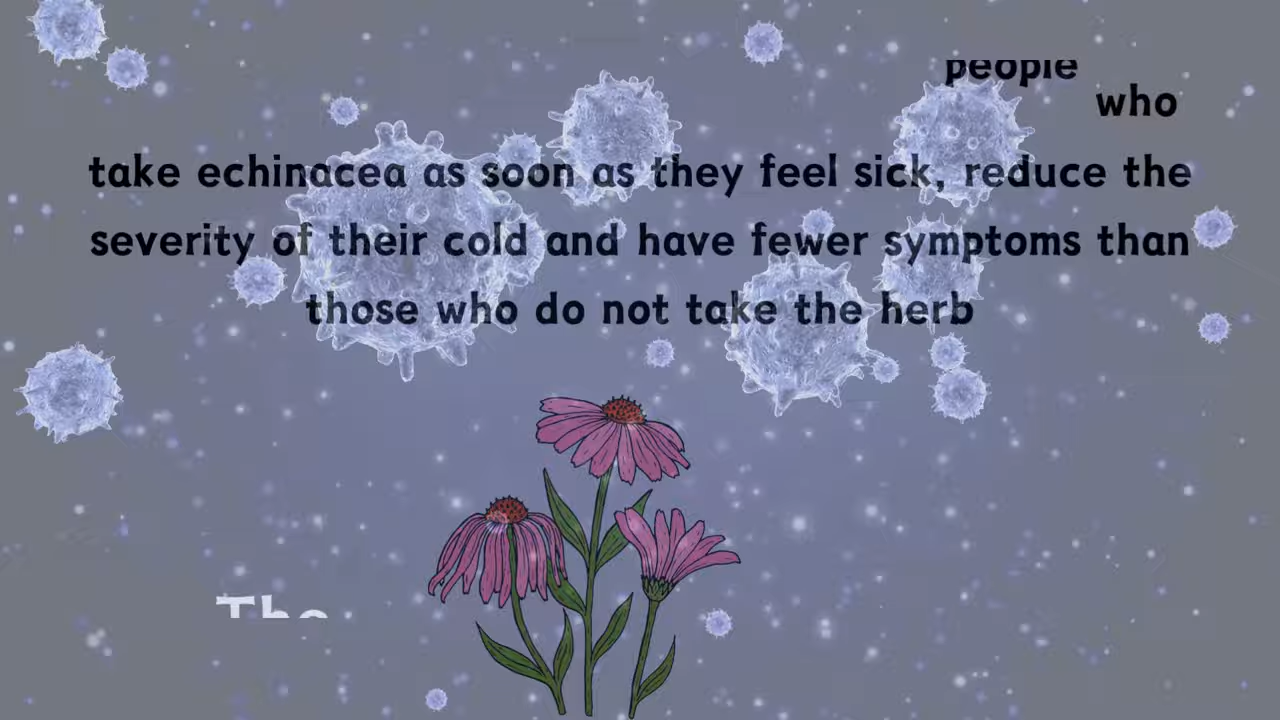 people
who
take echinacea as soon as they feel sick, reduce the
severity of their cold and have fewer symptoms than
those who do not take the herb
The